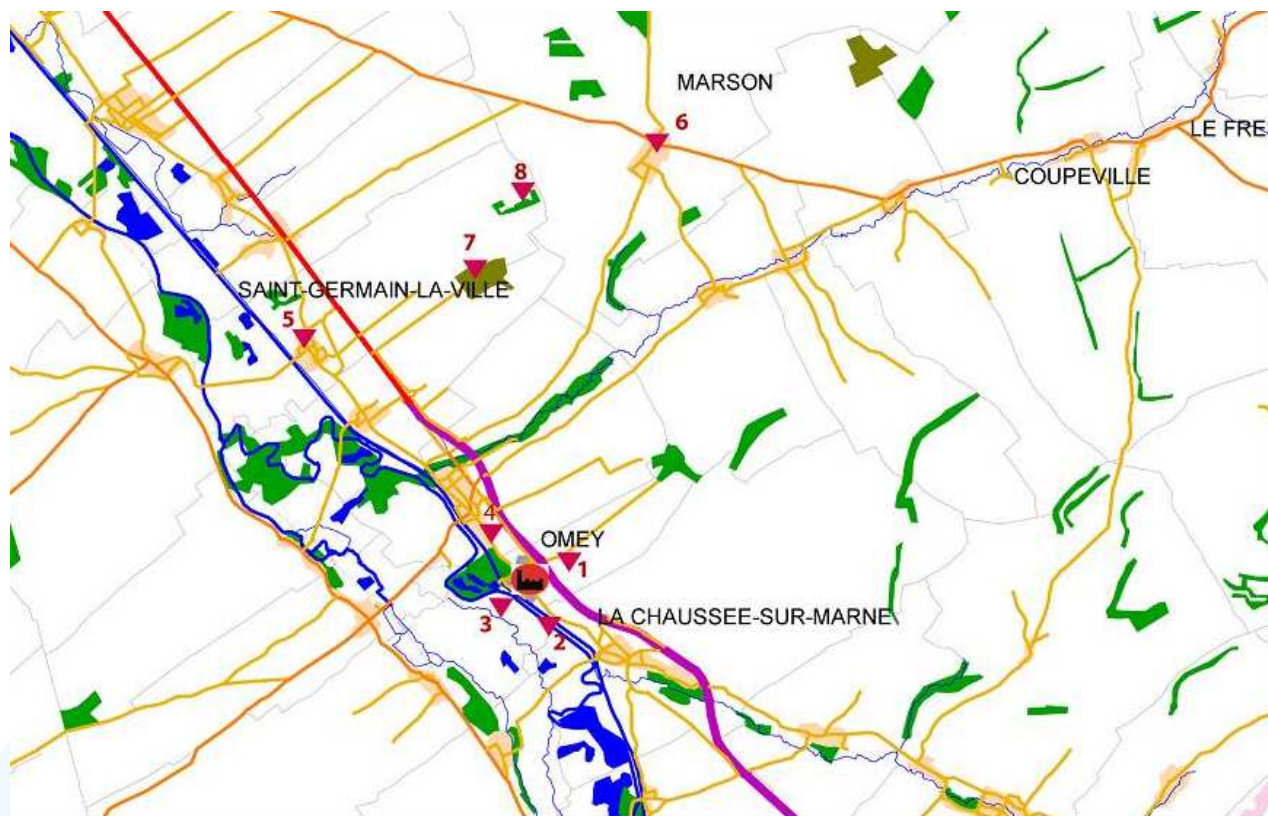 MARSON
6
LE FRE
8
COUPEVILLE
7
SAINT-GERMAIN-LA-VILLE
5
4
OMEY
1
3
2
LA CHAUSSEE-SUR-MARNE